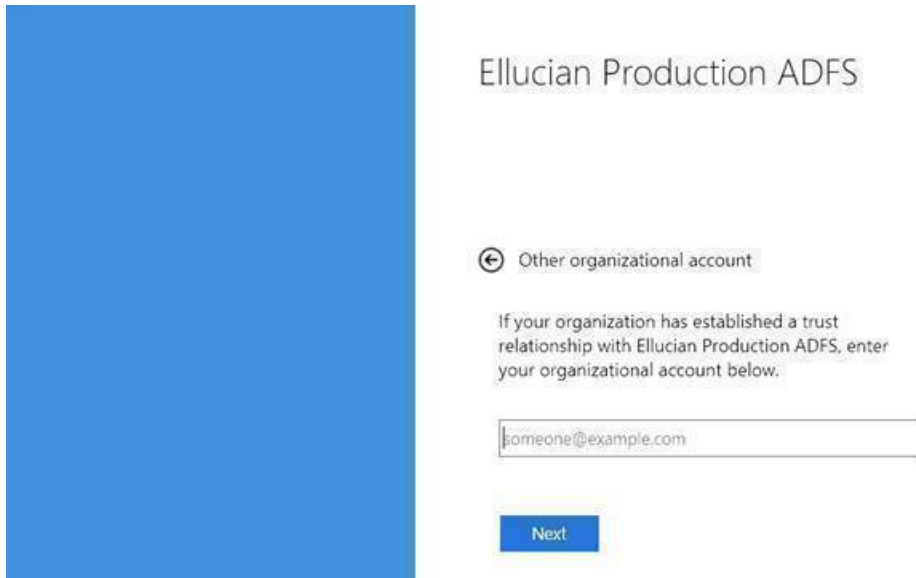 Ellucian Production ADFS
Other organizational account
If your organization has established a trust
relationship with Ellucian Production ADFS, enter
your organizational account below.
someone@example.com
Next